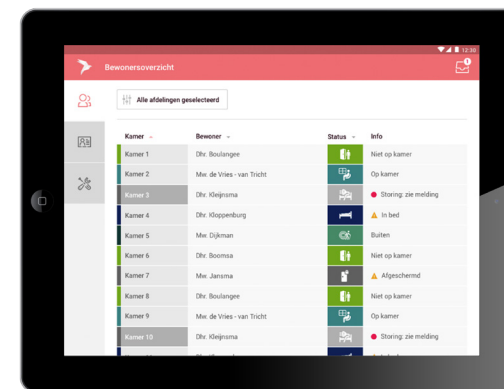 12:30
Bewonersoverzicht
1
Alle afdelingen geselecteerd
Kamer Bewoner Status Info
Kamer 1 Dhr. Boulangee Niet op kamer
Kamer 2 Mw. de Vries - van Tricht Op kamer
Kamer 3 Dhr. Kleijnsma Storing: zie melding
Kamer 4 Dhr. Kloppenburg In bed
Kamer 5 Mw. Dijkman Buiten
Kamer 6 Dhr. Boomsa Niet op kamer
Kamer 7 Mw. Jansma Afgeschermd
Kamer 8 Dhr. Boulangee Niet op kamer
Kamer 9 Mw. de Vries - van Tricht Op kamer
Kamer 10 Dhr. Kleijnsma Storing: zie melding